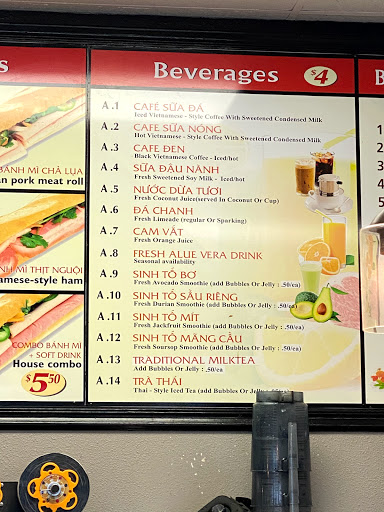 s
BÁNH MÌ CHẢ LỤA
n pork meat roll
NH MÌ THỊT NGUỘI
amese-style ham
COMBO BÁNH MÌ
+ SOFT DRINK
House combo
$5.50
Beverages
$4
A.1 CAFÉ SỮA ĐÁ
Iced Vietnamese - Style Coffee With Sweetened Condensed Milk
A.2 CAFE SỮA NÓNG
Hot Vietnamese - Style Coffee With Sweetened Condensed Milk
A.3 CAFE ĐEN
Black Vietnamese Coffee - Iced/hot
A.4 SỮA ĐẬU NÀNH
Fresh Sweetened Soy Milk - Iced/hot
A.5 NƯỚC DỪA TƯƠI
Fresh Coconut Juice(served In Coconut Or Cup)
A.6 ĐÁ CHANH
Fresh Limeade (regular Or Sparking)
A.7 CAM VẮT
Fresh Orange Juice
A.8 FRESH ALUE VERA DRINK
Seasonal availability
A.9 SINH TỐ BƠ
Fresh Avocado Smoothie (add Bubbles Or Jelly : .50/ea)
A.10 SINH TỐ SẦU RIÊNG
Fresh Durian Smoothie (add Bubbles Or Jelly : .50/ea)
A.11 SINH TỐ MÍT
Fresh Jackfruit Smoothie (add Bubbles Or Jelly : .50/ea)
A.12 SINH TỐ MÃNG CẦU
Fresh Soursop Smoothie (add Bubbles Or Jelly : .50/ea)
A.13 TRADITIONAL MILKTEA
Add Bubbles Or Jelly : .50/ea
A.14 TRÀ THÁI
Thai - Style Iced Tea (add Bubbles Or Jelly : .50/ea)
B